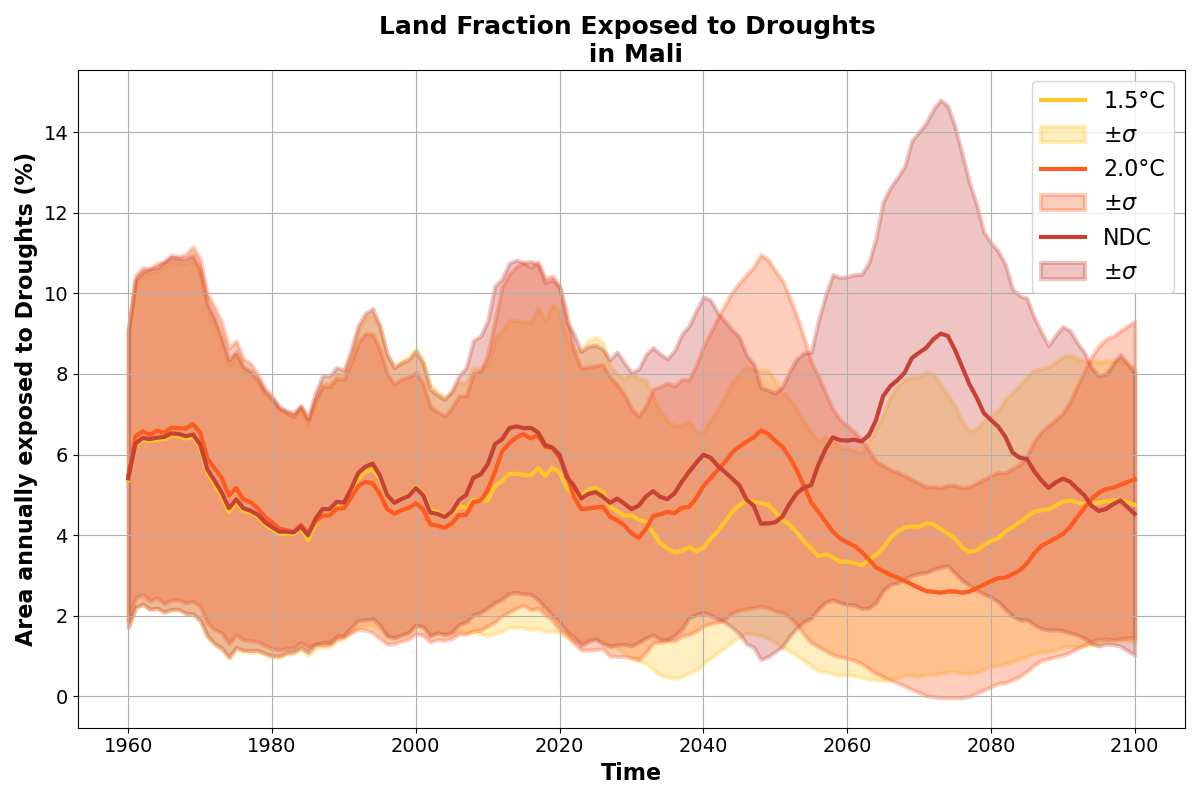 Land Fraction Exposed to Droughts
in Mali
Area annually exposed to Droughts (%)
14
12
10
8
6
4
2
0
1960 1980 2000 2020 2040 2060 2080 2100
Time
1.5°C
±σ
2.0°C
±σ
NDC
±σ